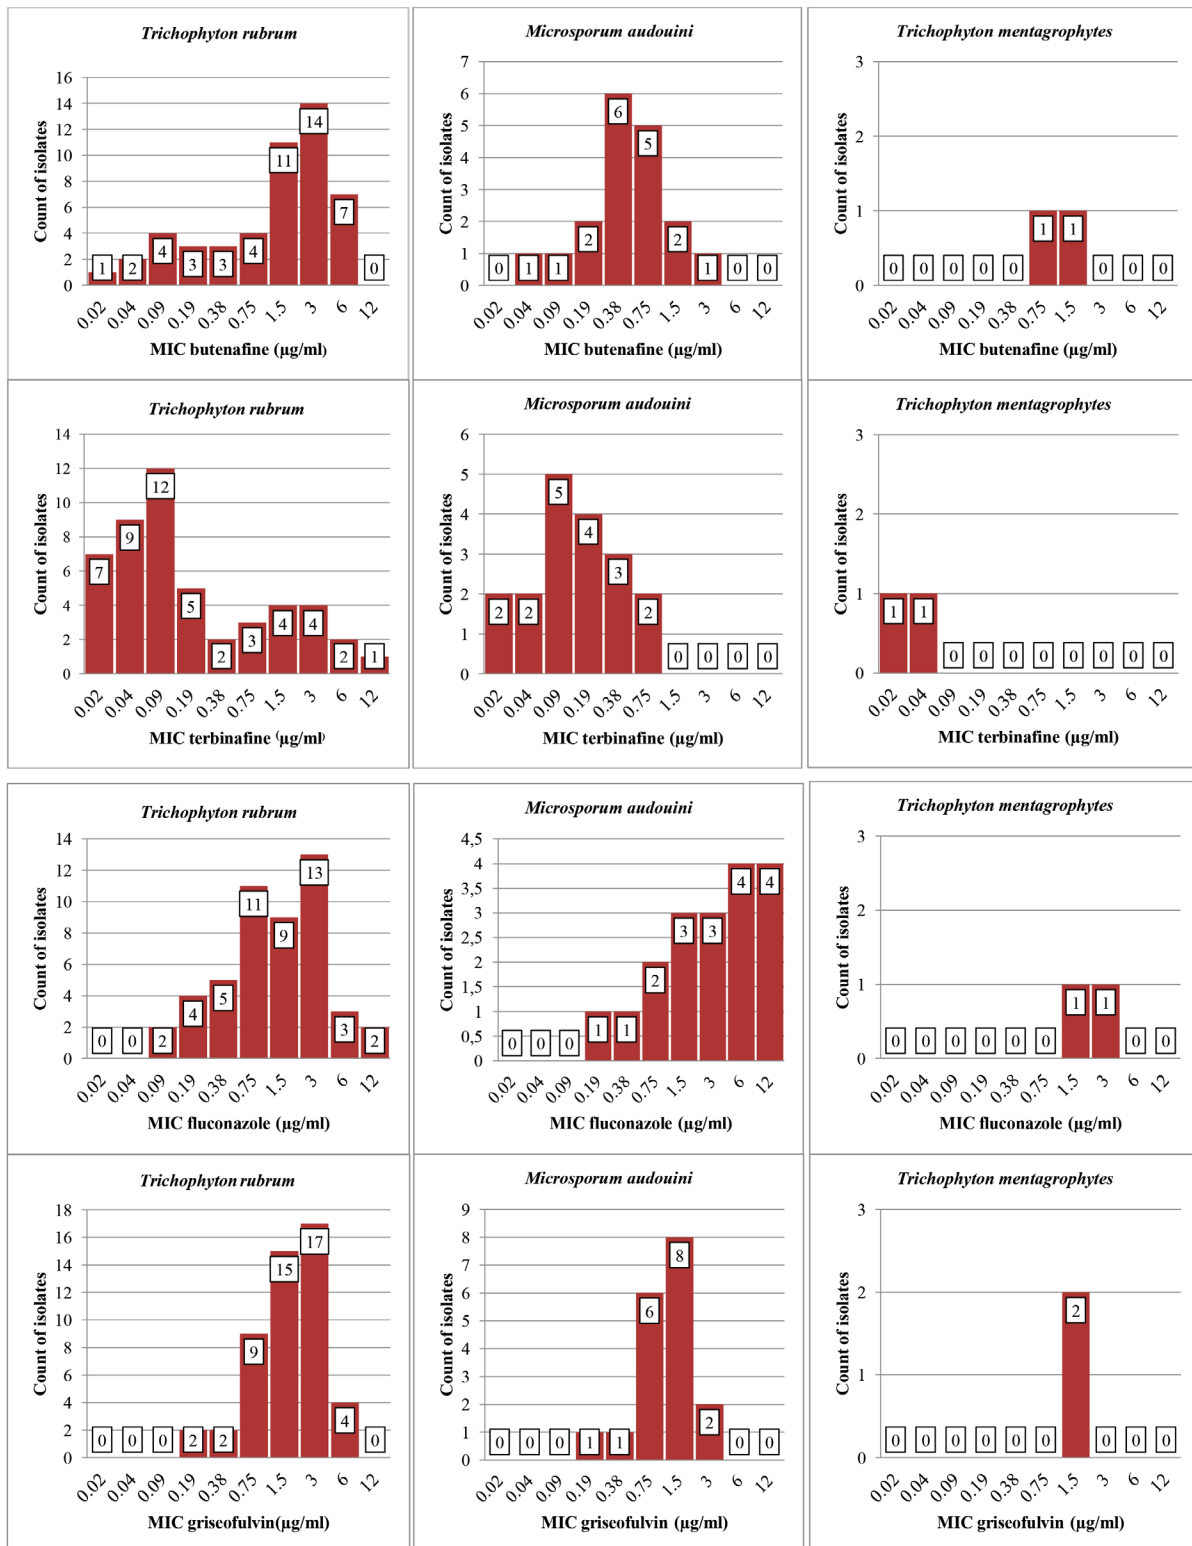 Trichophyton rubrum
Count of isolates
16
14
12
10
8
6
4
2
0
1 2 4 3 3 4 11 14 7 0
0.02 0.04 0.09 0.19 0.38 0.75 1.5 3 6 12
MIC butenafine (µg/ml)
Microsporum audouini
Count of isolates
7
6
5
4
3
2
1
0
0 1 1 2 6 5 2 1 0 0
0.02 0.04 0.09 0.19 0.38 0.75 1.5 3 6 12
MIC butenafine (µg/ml)
Trichophyton mentagrophytes
Count of isolates
3
2
1
0
0 0 0 0 0 1 1 0 0 0
0.02 0.04 0.09 0.19 0.38 0.75 1.5 3 6 12
MIC butenafine (µg/ml)
Trichophyton rubrum
Count of isolates
14
12
10
8
6
4
2
0
7 9 12 5 2 3 4 4 2 1
0.02 0.04 0.09 0.19 0.38 0.75 1.5 3 6 12
MIC terbinafine (µg/ml)
Microsporum audouini
Count of isolates
6
5
4
3
2
1
0
2 2 5 4 3 2 0 0 0 0
0.02 0.04 0.09 0.19 0.38 0.75 1.5 3 6 12
MIC terbinafine (µg/ml)
Trichophyton mentagrophytes
Count of isolates
3
2
1
0
1 1 0 0 0 0 0 0 0 0
0.02 0.04 0.09 0.19 0.38 0.75 1.5 3 6 12
MIC terbinafine (µg/ml)
Trichophyton rubrum
Count of isolates
14
12
10
8
6
4
2
0
0 0 2 4 5 11 9 13 3 2
0.02 0.04 0.09 0.19 0.38 0.75 1.5 3 6 12
MIC fluconazole (µg/ml)
Microsporum audouini
Count of isolates
4,5
4
3,5
3
2,5
2
1,5
1
0,5
0
0 0 0 1 1 2 3 3 4 4
0.02 0.04 0.09 0.19 0.38 0.75 1.5 3 6 12
MIC fluconazole (µg/ml)
Trichophyton mentagrophytes
Count of isolates
3
2
1
0
0 0 0 0 0 0 1 1 0 0
0.02 0.04 0.09 0.19 0.38 0.75 1.5 3 6 12
MIC fluconazole (µg/ml)
Trichophyton rubrum
Count of isolates
18
16
14
12
10
8
6
4
2
0
0 0 0 2 2 9 15 17 4 0
0.02 0.04 0.09 0.19 0.38 0.75 1.5 3 6 12
MIC griseofulvin(µg/ml)
Microsporum audouini
Count of isolates
9
8
7
6
5
4
3
2
1
0
0 0 0 1 1 6 8 2 0 0
0.02 0.04 0.09 0.19 0.38 0.75 1.5 3 6 12
MIC griseofulvin (µg/ml)
Trichophyton mentagrophytes
Count of isolates
3
2
1
0
0 0 0 0 0 0 2 0 0 0
0.02 0.04 0.09 0.19 0.38 0.75 1.5 3 6 12
MIC griseofulvin (µg/ml)